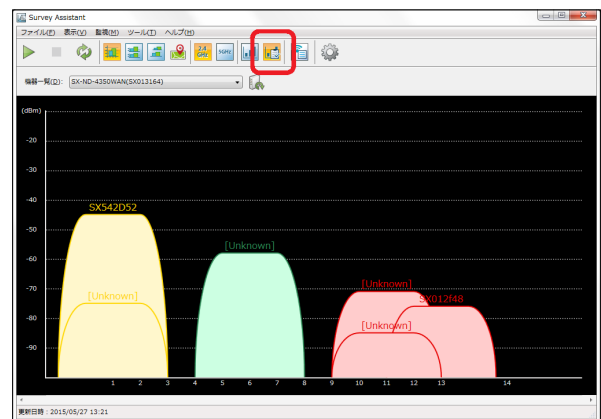 Survey Assistant
ファイル(F) 表示(V) 監視(M) ツール(T) ヘルプ(H)
2.4 GHz 5GHz
機器一覧(D): SX-ND-4350WAN(SX013164)
(dBm)
-20
-30
-40
SX542D52
-50
[Unknown]
-60
-70
[Unknown]
[Unknown]
SX012f48
-80
[Unknown]
-90
1 2 3 4 5 6 7 8 9 10 11 12 13 14
更新日時 : 2015/05/27 13:21